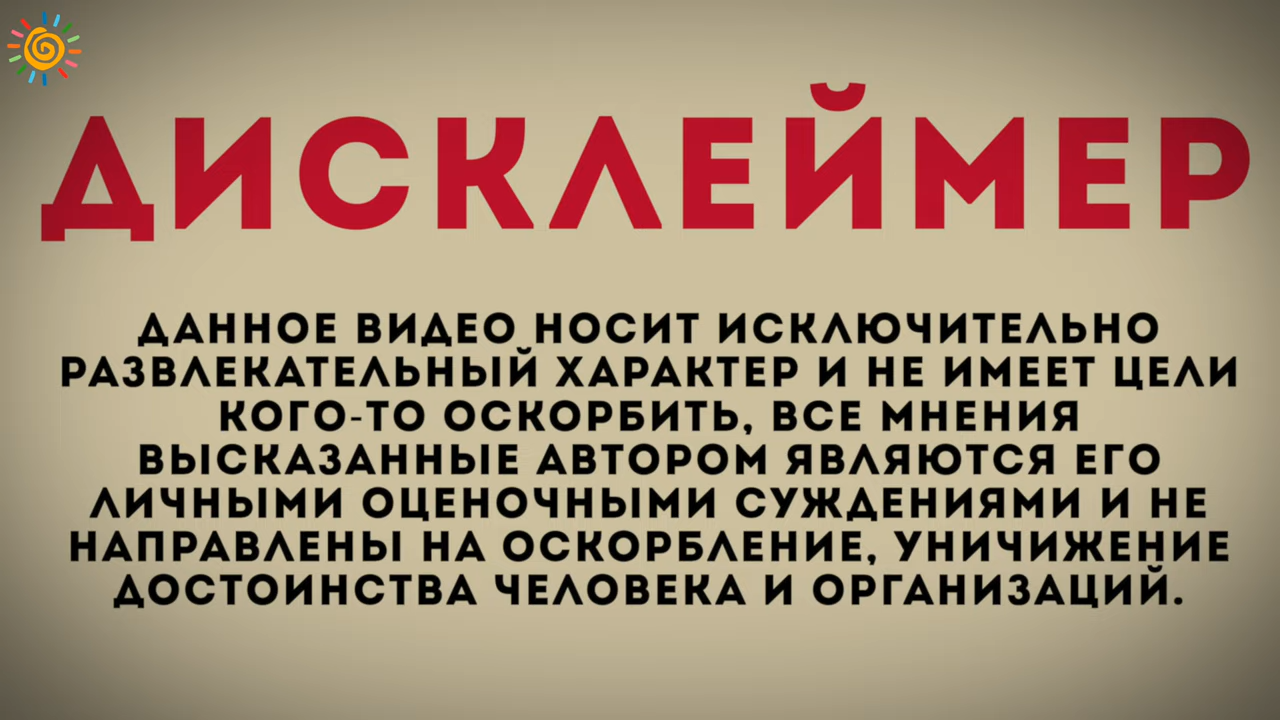 ДИСКЛЕЙМЕР
ДАННОЕ ВИДЕО НОСИТ ИСКЛЮЧИТЕЛЬНО
РАЗВЛЕКАТЕЛЬНЫЙ ХАРАКТЕР И НЕ ИМЕЕТ ЦЕЛИ
КОГО-ТО ОСКОРБИТЬ, ВСЕ МНЕНИЯ
ВЫСКАЗАННЫЕ АВТОРОМ ЯВЛЯЮТСЯ ЕГО
ЛИЧНЫМИ ОЦЕНОЧНЫМИ СУЖДЕНИЯМИ И НЕ
НАПРАВЛЕНЫ НА ОСКОРБЛЕНИЕ, УНИЧИЖЕНИЕ
ДОСТОИНСТВА ЧЕЛОВЕКА И ОРГАНИЗАЦИЙ.